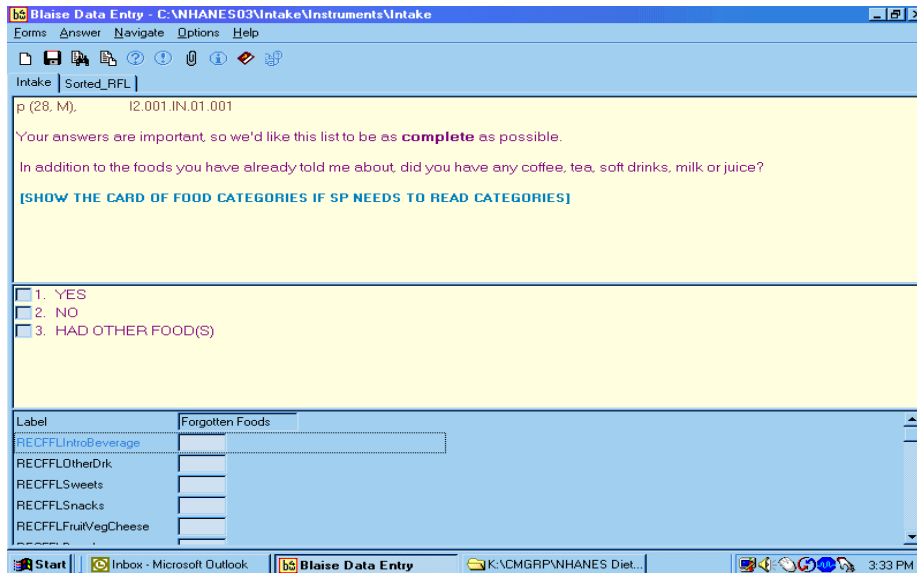 Blaise Data Entry - C:\NHANES03\Intake\Instruments\Intake
Forms Answer Navigate Options Help
Intake Sorted_RFL
p (28, M), I2.001.IN.01.001
Your answers are important, so we'd like this list to be as complete as possible.
In addition to the foods you have already told me about, did you have any coffee, tea, soft drinks, milk or juice?
[SHOW THE CARD OF FOOD CATEGORIES IF SP NEEDS TO READ CATEGORIES]
1. YES
2. NO
3. HAD OTHER FOOD(S)
Label Forgotten Foods
RECFFLIntroBeverage
RECFFLOtherDrk
RECFFLSweets
RECFFLSnacks
RECFFLFruitVegCheese
Start Inbox - Microsoft Outlook Blaise Data Entry K:\CMGRP\NHANES Diet... 3:33 PM